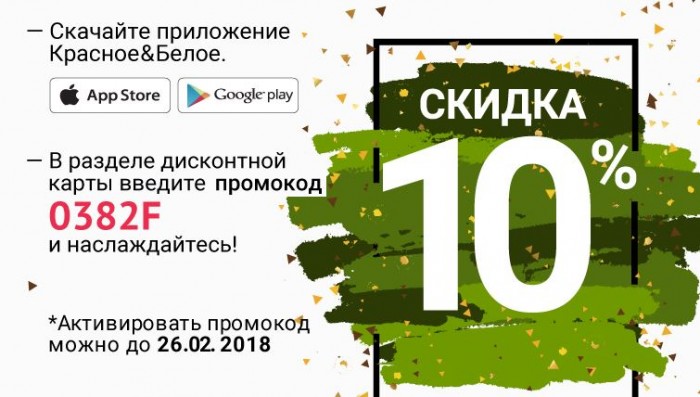 — Скачайте приложение
Красное&Белое.
App Store
Google play
— В разделе дисконтной
карты введите промокод
0382F
и наслаждайтесь!
*Активировать промокод
можно до 26.02. 2018
СКИДКА
10%